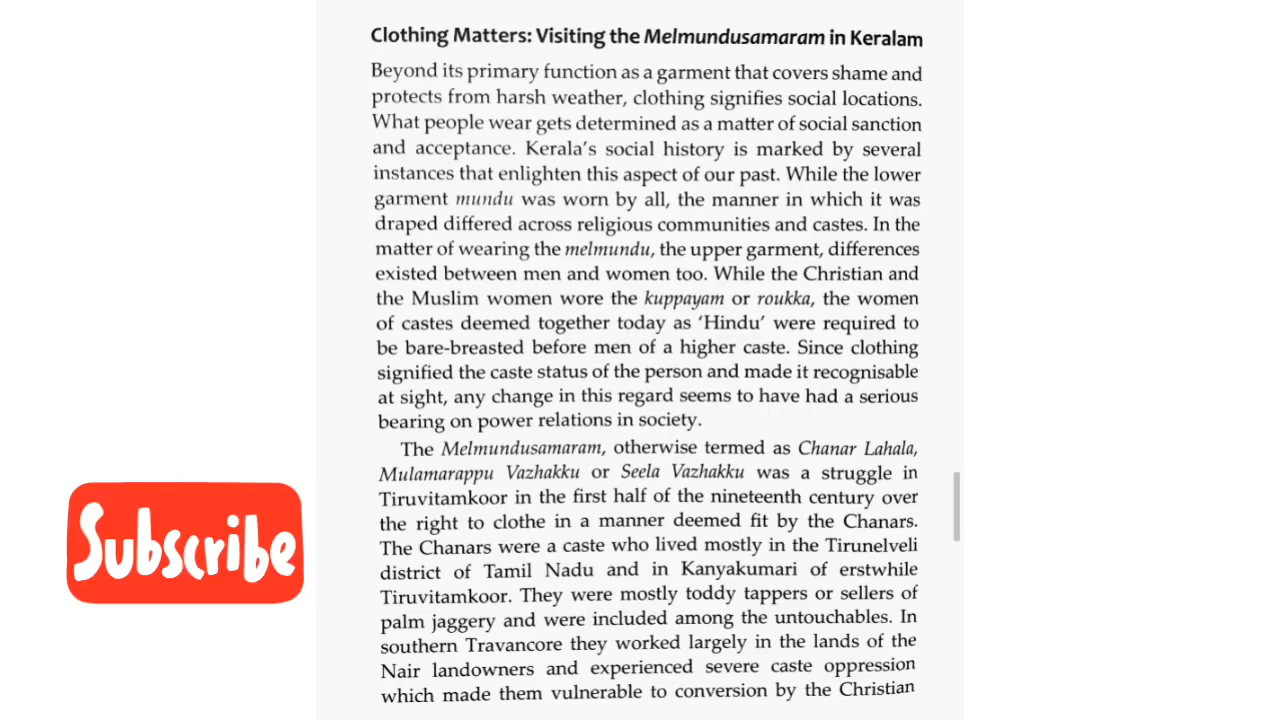 Clothing Matters: Visiting the Melmundusamaram in Keralam
Beyond its primary function as a garment that covers shame and
protects from harsh weather, clothing signifies social locations.
What people wear gets determined as a matter of social sanction
and acceptance. Kerala's social history is marked by several
instances that enlighten this aspect of our past. While the lower
garment mundu was worn by all, the manner in which it was
draped differed across religious communities and castes. In the
matter of wearing the melmundu, the upper garment, differences
existed between men and women too. While the Christian and
the Muslim women wore the kuppayam or roukka, the women
of castes deemed together today as 'Hindu' were required to
be bare-breasted before men of a higher caste. Since clothing
signified the caste status of the person and made it recognisable
at sight, any change in this regard seems to have had a serious
bearing on power relations in society.
The Melmundusamaram, otherwise termed as Chanar Lahala,
Mulamarappu Vazhakku or Seela Vazhakku was a struggle in
Tiruvitamkoor in the first half of the nineteenth century over
the right to clothe in a manner deemed fit by the Chanars.
The Chanars were a caste who lived mostly in the Tirunelveli
district of Tamil Nadu and in Kanyakumari of erstwhile
Tiruvitamkoor. They were mostly toddy tappers or sellers of
palm jaggery and were included among the untouchables. In
southern Travancore they worked largely in the lands of the
Nair landowners and experienced severe caste oppression
which made them vulnerable to conversion by the Christian
Subscribe